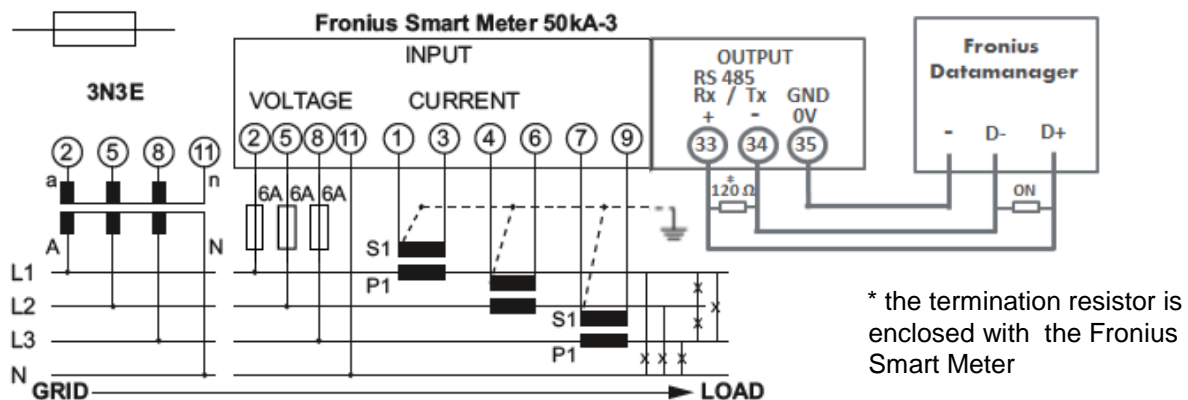 Fronius Smart Meter 50kA-3
INPUT
VOLTAGE CURRENT
2 5 8 11 1 3 4 6 7 9
OUTPUT
RS 485
Rx / Tx GND
+ - 0V
33 34 35
Fronius
Datamanager
- D- D+
3N3E
2 5 8 11
a n
A N
6A 6A 6A
*
120 Ω
ON
S1
P1
S1
P1
L1
L2
L3
N
GRID LOAD
x x x x x x
* the termination resistor is
enclosed with the Fronius
Smart Meter